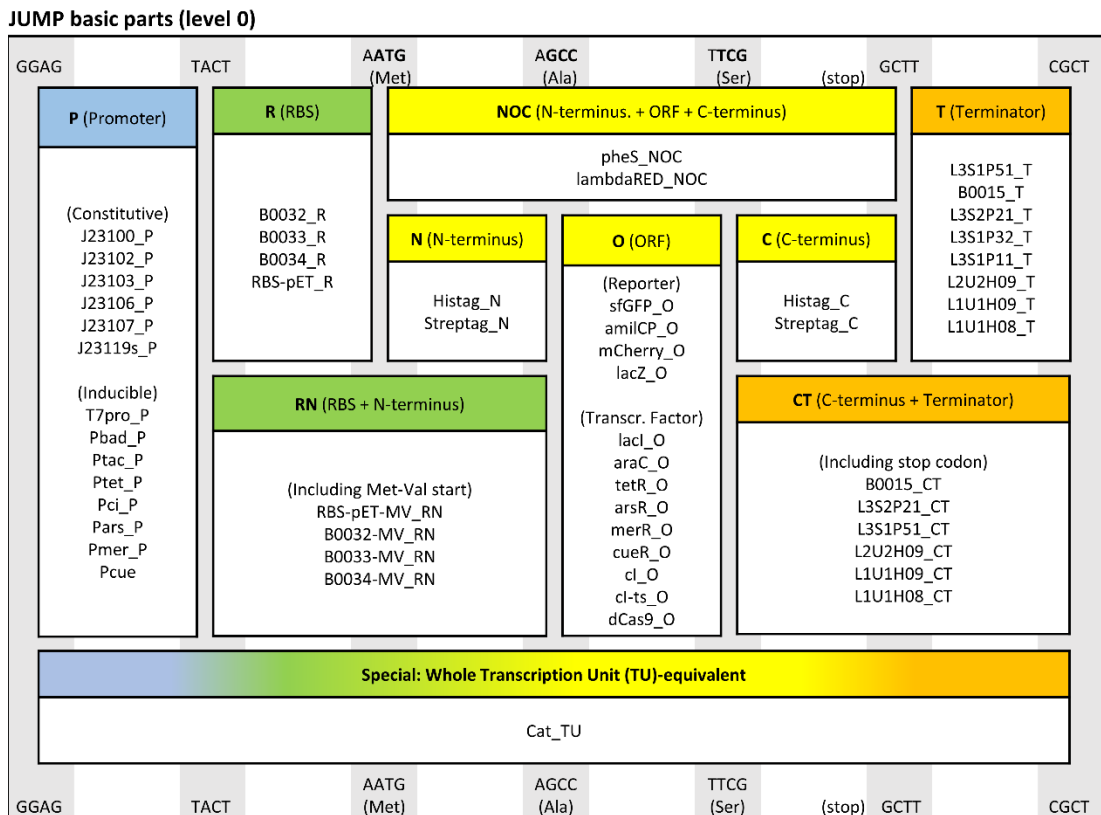 JUMP basic parts (level 0)
GGAG
TACT
AATG
(Met)
AGCC
(Ala)
TTCG
(Ser)
(stop)
GCTT
CGCT
P (Promoter)
(Constitutive)
J23100_P
J23102_P
J23103_P
J23106_P
J23107_P
J23119s_P
(Inducible)
T7pro_P
Pbad_P
Ptac_P
Ptet_P
Pci_P
Pars_P
Pmer_P
Pcue
R (RBS)
B0032_R
B0033_R
B0034_R
RBS-pET_R
NOC (N-terminus. + ORF + C-terminus)
pheS_NOC
lambdaRED_NOC
T (Terminator)
L3S1P51_T
B0015_T
L3S2P21_T
L3S1P32_T
L3S1P11_T
L2U2H09_T
L1U1H09_T
L1U1H08_T
N (N-terminus)
Histag_N
Streptag_N
O (ORF)
(Reporter)
sfGFP_O
amilCP_O
mCherry_O
lacZ_O
(Transcr. Factor)
lacI_O
araC_O
tetR_O
arsR_O
merR_O
cueR_O
cI_O
cI-ts_O
dCas9_O
C (C-terminus)
Histag_C
Streptag_C
RN (RBS + N-terminus)
(Including Met-Val start)
RBS-pET-MV_RN
B0032-MV_RN
B0033-MV_RN
B0034-MV_RN
CT (C-terminus + Terminator)
(Including stop codon)
B0015_CT
L3S2P21_CT
L3S1P51_CT
L2U2H09_CT
L1U1H09_CT
L1U1H08_CT
Special: Whole Transcription Unit (TU)-equivalent
Cat_TU
GGAG
TACT
AATG
(Met)
AGCC
(Ala)
TTCG
(Ser)
(stop)
GCTT
CGCT